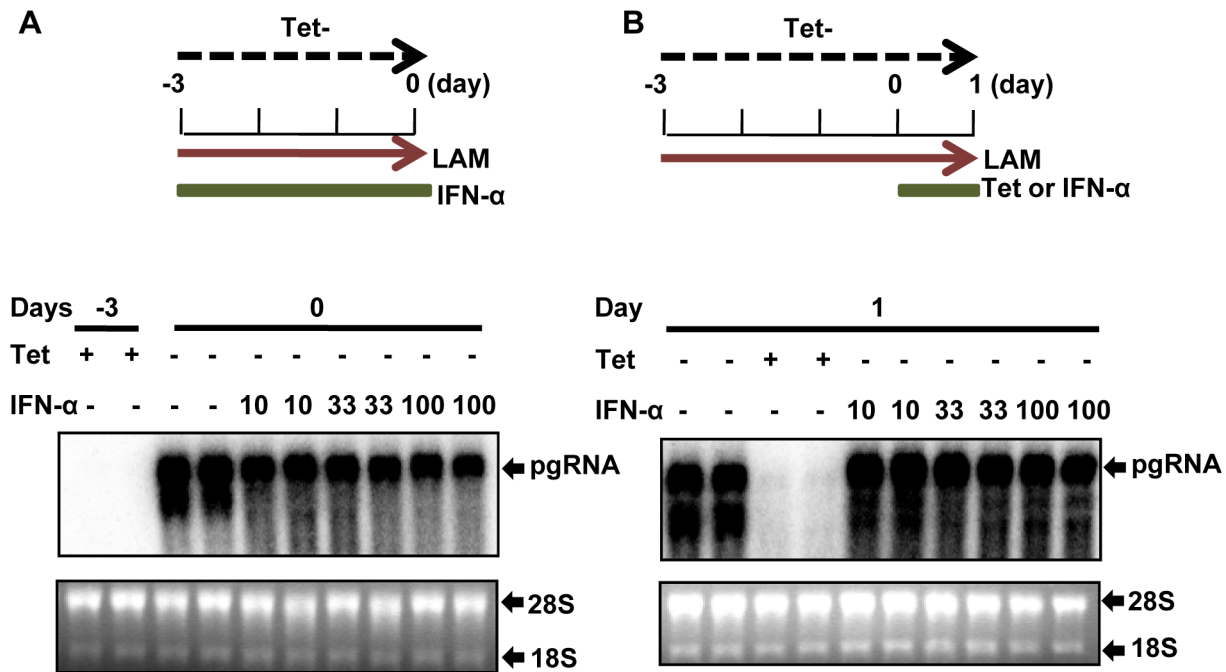 A
Tet-
-3 0 (day)
LAM
IFN-α
Days -3 0
Tet + + - - - - - - - -
IFN-α - - - - 10 10 33 33 100 100
pgRNA
28S
18S
B
Tet-
-3 0 1 (day)
LAM
Tet or IFN-α
Day 1
Tet - - + + - - - - - -
IFN-α - - - - 10 10 33 33 100 100
pgRNA
28S
18S